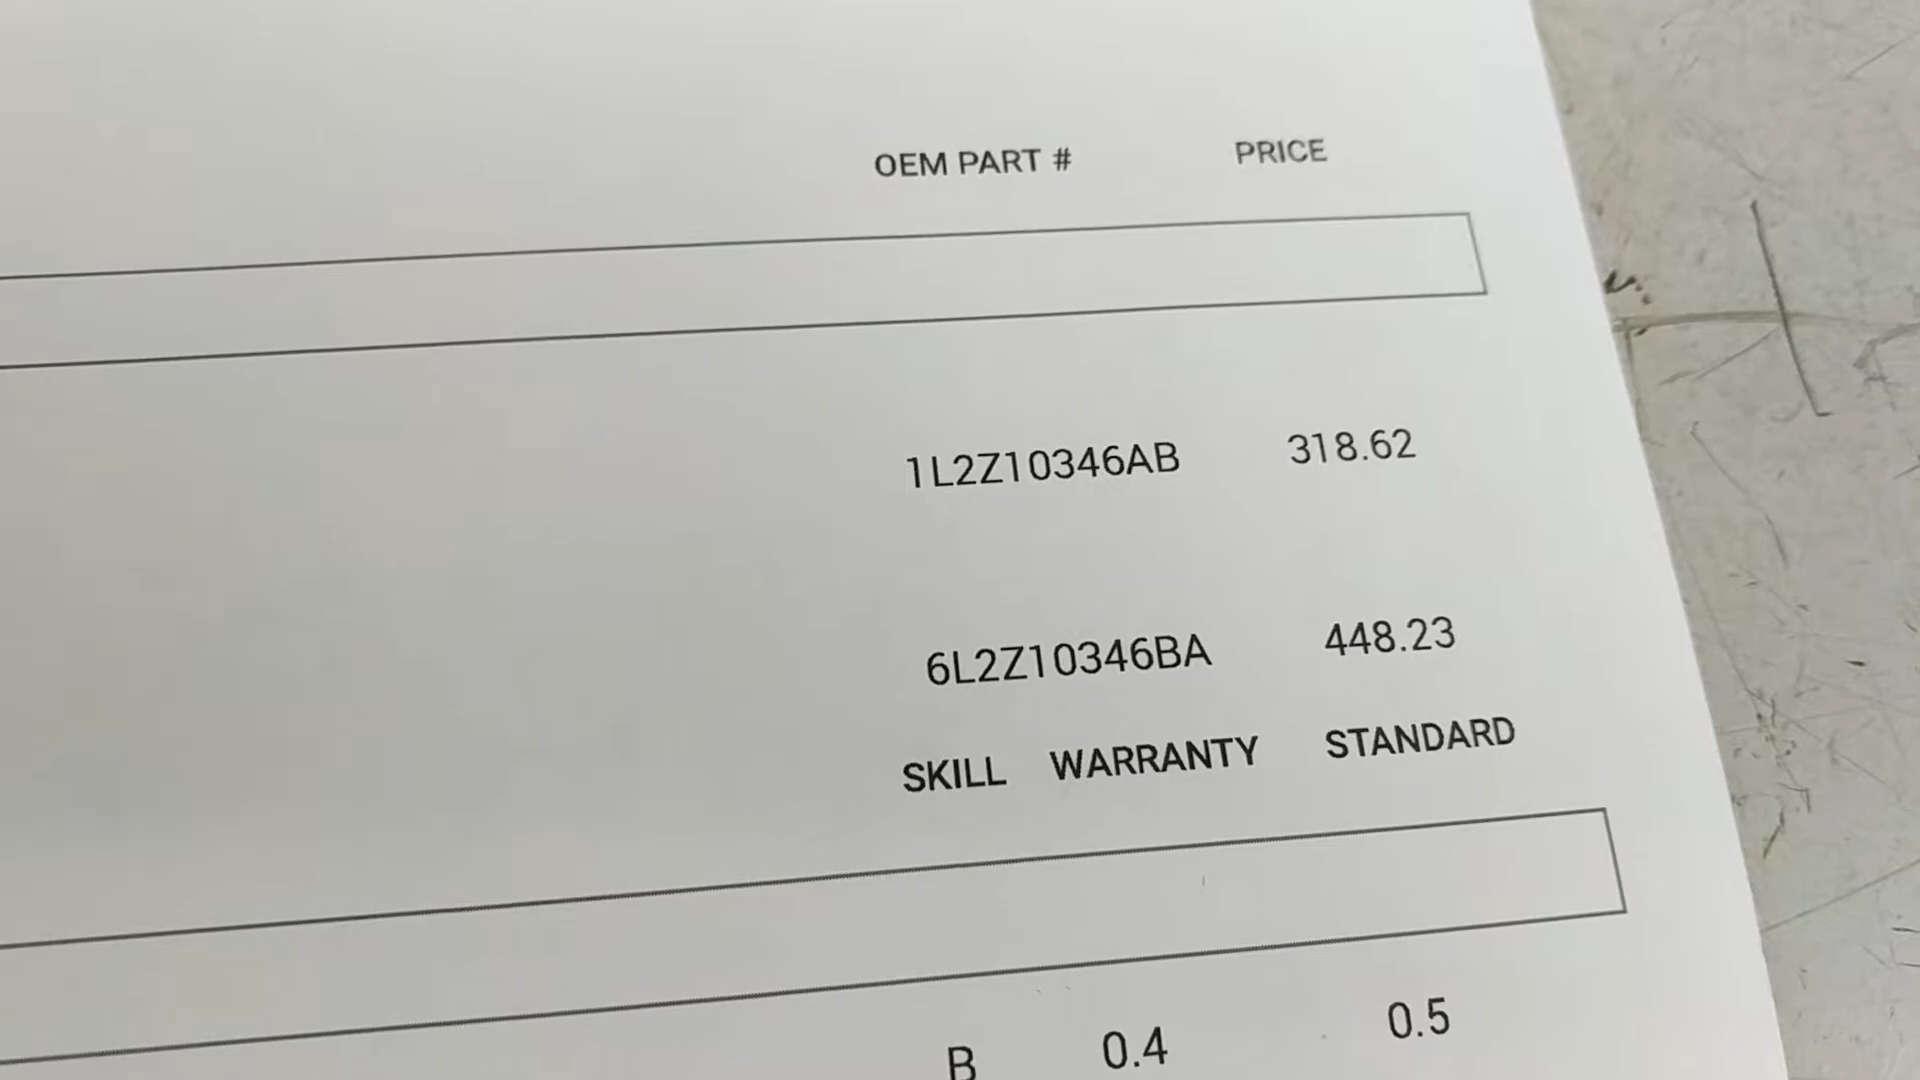 OEM PART # PRICE
1L2Z10346AB 318.62
6L2Z10346BA 448.23
SKILL WARRANTY STANDARD
B 0.4 0.5